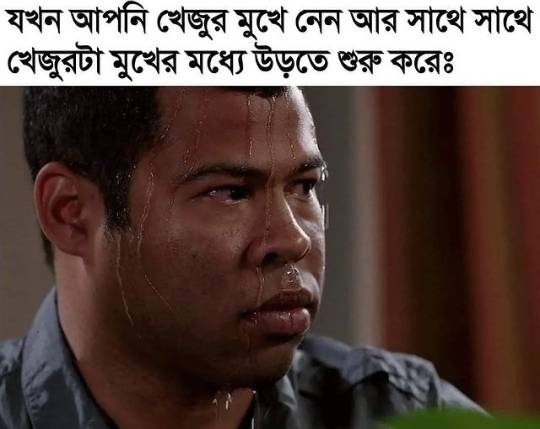 যখন আপনি খেজুর মুখে নেন আর সাথে সাথে
খেজুরটা মুখের মধ্যে উড়তে শুরু করেঃ